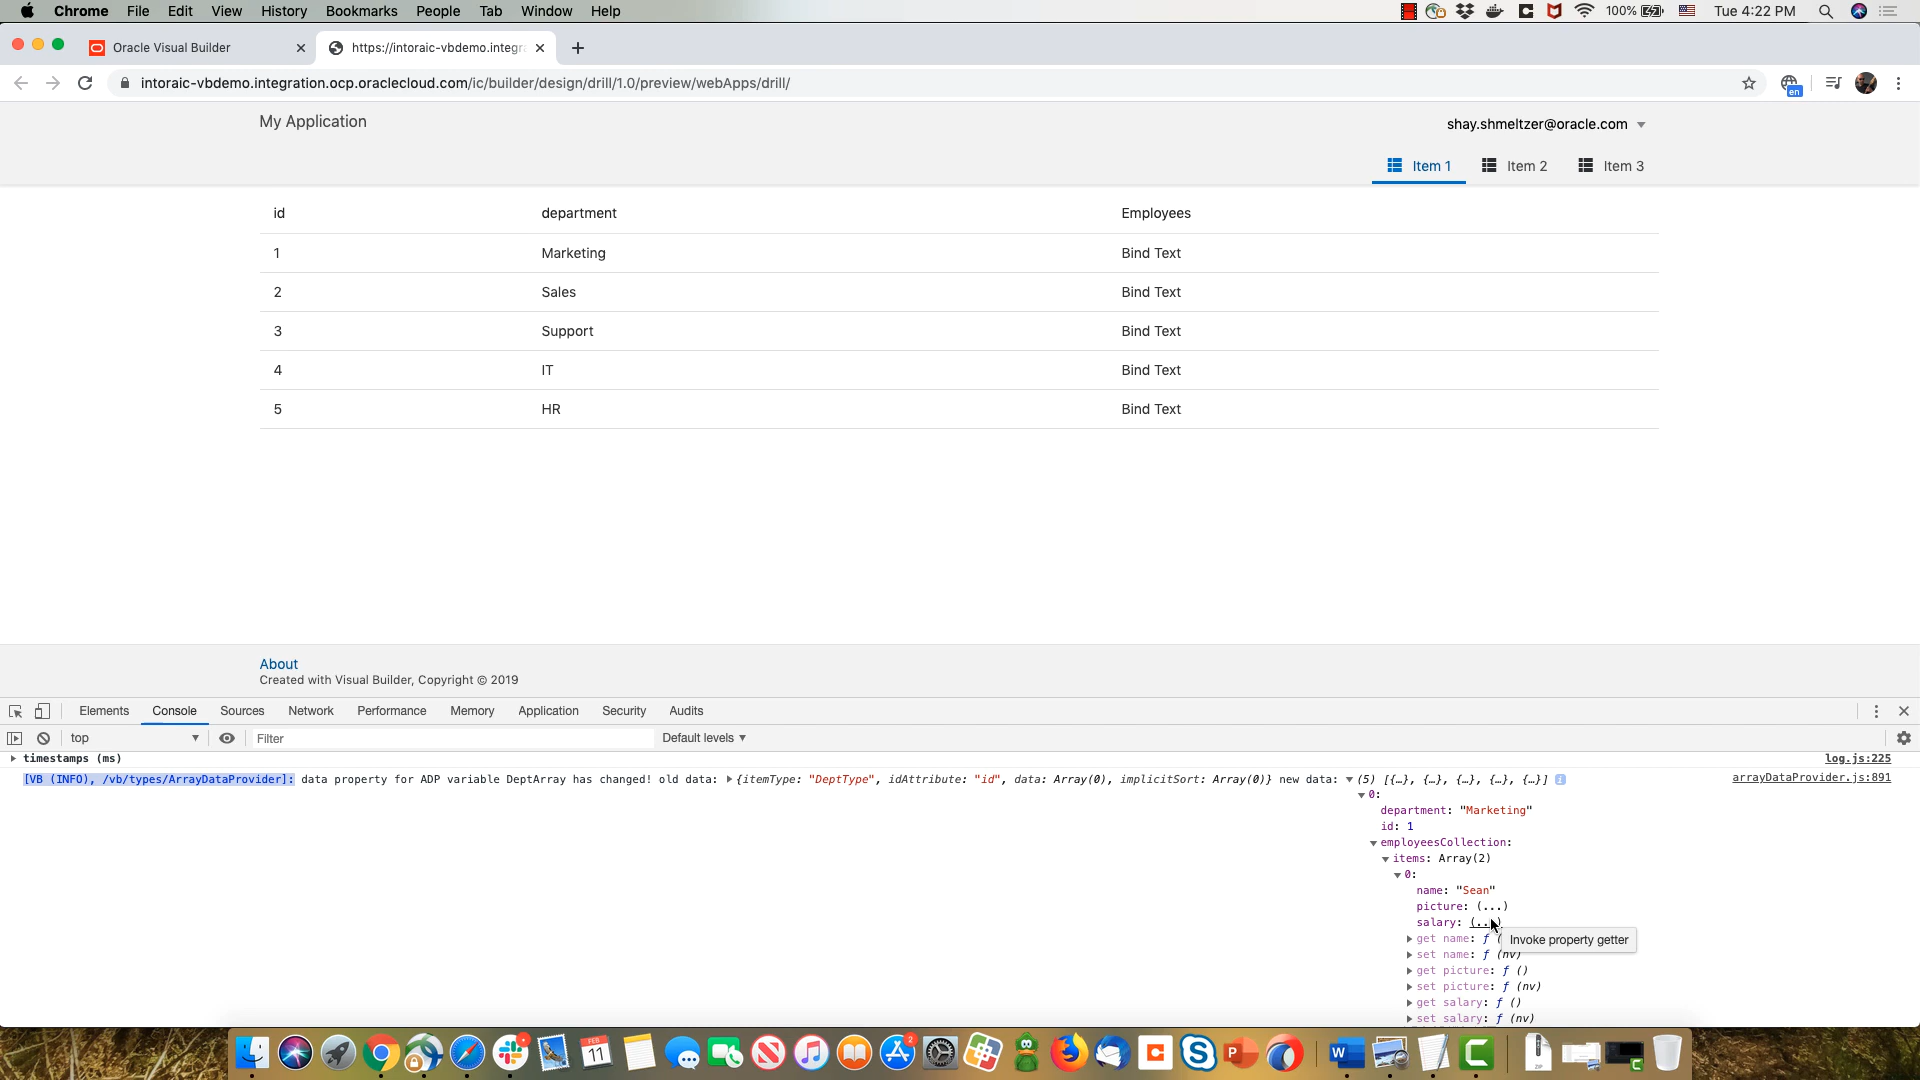 Chrome File Edit View History Bookmarks People Tab Window Help 100% Tue 4:22 PM
Oracle Visual Builder https://intoraic-vbdemo.integra
intoraic-vbdemo.integration.ocp.oraclecloud.com/ic/builder/design/drill/1.0/preview/webApps/drill/ en
My Application shay.shmeltzer@oracle.com
Item 1 Item 2 Item 3
id department Employees
1 Marketing Bind Text
2 Sales Bind Text
3 Support Bind Text
4 IT Bind Text
5 HR Bind Text
About
Created with Visual Builder, Copyright © 2019
Elements Console Sources Network Performance Memory Application Security Audits
top Filter Default levels ▼
timestamps (ms) log.js:225
[VB (INFO), /vb/types/ArrayDataProvider]: data property for ADP variable DeptArray has changed! old data: {itemType: "DeptType", idAttribute: "id", data: Array(0), implicitSort: Array(0)} new data: (5) [{…}, {…}, {…}, {…}, {…}] i arrayDataProvider.js:891
0:
department: "Marketing"
id: 1
employeesCollection:
items: Array(2)
0:
name: "Sean"
picture: (...)
salary: (...)
get name: ƒ (
Invoke property getter
set name: ƒ (nv)
get picture: ƒ ()
set picture: ƒ (nv)
get salary: ƒ ()
set salary: ƒ (nv)
FEB
11
2